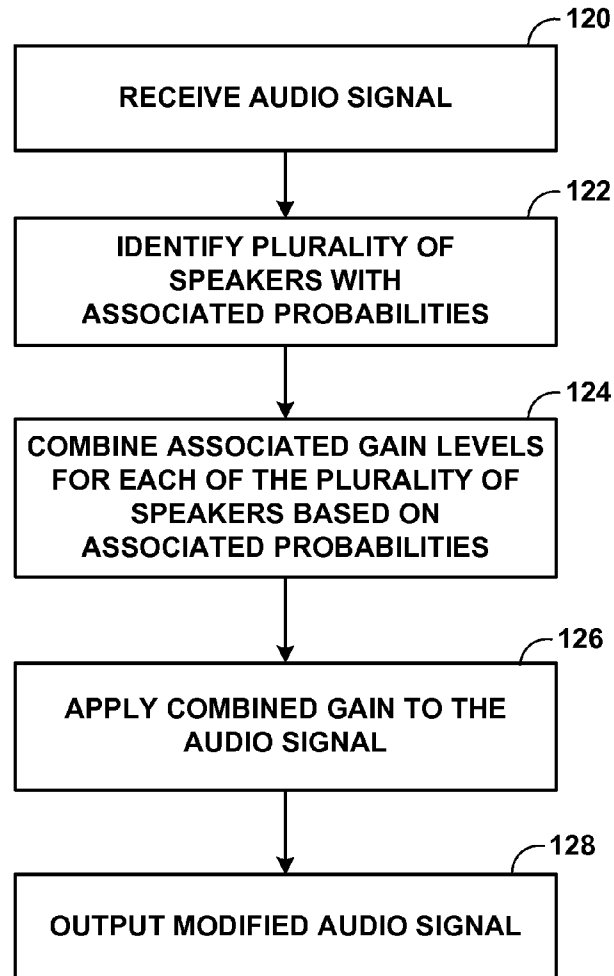 120
RECEIVE AUDIO SIGNAL
122
IDENTIFY PLURALITY OF
SPEAKERS WITH
ASSOCIATED PROBABILITIES
124
COMBINE ASSOCIATED GAIN LEVELS
FOR EACH OF THE PLURALITY OF
SPEAKERS BASED ON
ASSOCIATED PROBABILITIES
126
APPLY COMBINED GAIN TO THE
AUDIO SIGNAL
128
OUTPUT MODIFIED AUDIO SIGNAL